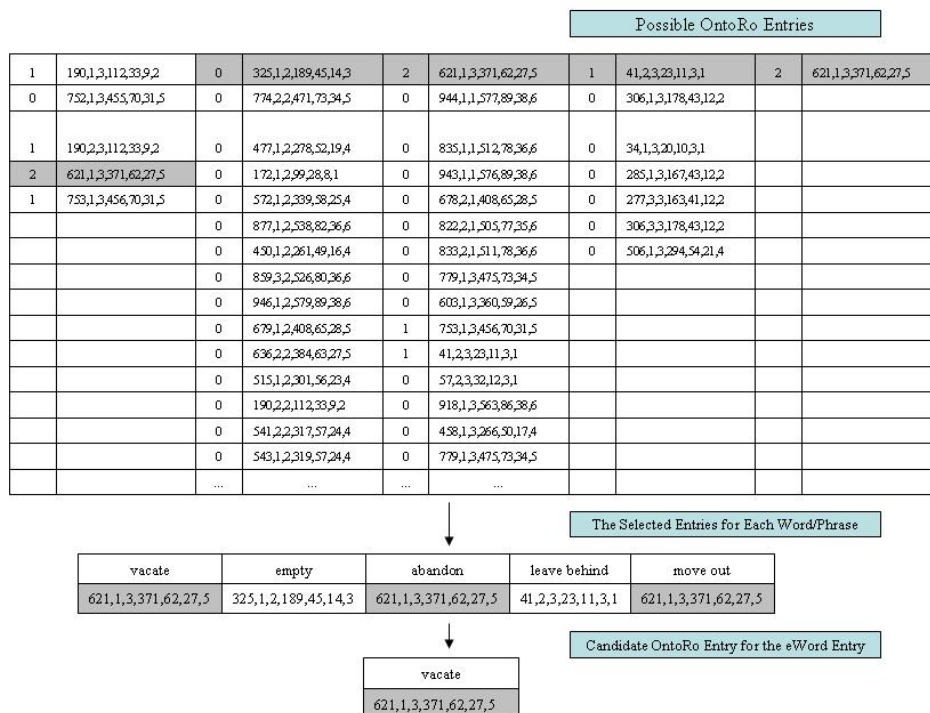 Possible OntoRo Entries
1 190,1,3,112,33,9,2 0 325,1,2,189,45,14,3 2 621,1,3,371,62,27,5 1 41,2,3,23,11,3,1 2 621,1,3,371,62,27,5
0 752,1,3,455,70,31,5 0 774,2,2,471,73,34,5 0 944,1,1,577,89,38,6 0 306,1,3,178,43,12,2
1 190,2,3,112,33,9,2 0 477,1,2,278,52,19,4 0 835,1,1,512,78,36,6 0 34,1,3,20,10,3,1
2 621,1,3,371,62,27,5 0 172,1,2,99,28,8,1 0 943,1,1,576,89,38,6 0 285,1,3,167,43,12,2
1 753,1,3,456,70,31,5 0 572,1,2,339,58,25,4 0 678,2,1,408,65,28,5 0 277,3,3,163,41,12,2
0 877,1,2,538,82,36,6 0 822,2,1,505,77,35,6 0 306,3,3,178,43,12,2
0 450,1,2,261,49,16,4 0 833,2,1,511,78,36,6 0 506,1,3,294,54,21,4
0 859,3,2,526,80,36,6 0 779,1,3,475,73,34,5
0 946,1,2,579,89,38,6 0 603,1,3,360,59,26,5
0 679,1,2,408,65,28,5 1 753,1,3,456,70,31,5
0 636,2,2,384,63,27,5 1 41,2,3,23,11,3,1
0 515,1,2,301,56,23,4 0 57,2,3,32,12,3,1
0 190,2,2,112,33,9,2 0 918,1,3,563,86,38,6
0 541,2,2,317,57,24,4 0 458,1,3,266,50,17,4
0 543,1,2,319,57,24,4 0 779,1,3,475,73,34,5
... ... ... ...
The Selected Entries for Each Word/Phrase
vacate empty abandon leave behind move out
621,1,3,371,62,27,5 325,1,2,189,45,14,3 621,1,3,371,62,27,5 41,2,3,23,11,3,1 621,1,3,371,62,27,5
Candidate OntoRo Entry for the eWord Entry
vacate
621,1,3,371,62,27,5